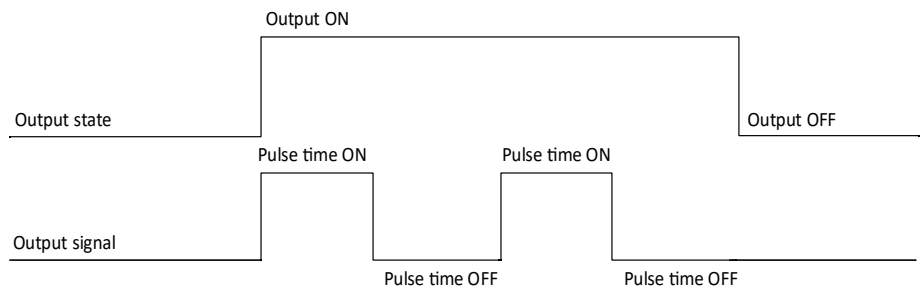 Output ON
Output state
Output OFF
Pulse time ON
Pulse time ON
Output signal
Pulse time OFF
Pulse time OFF